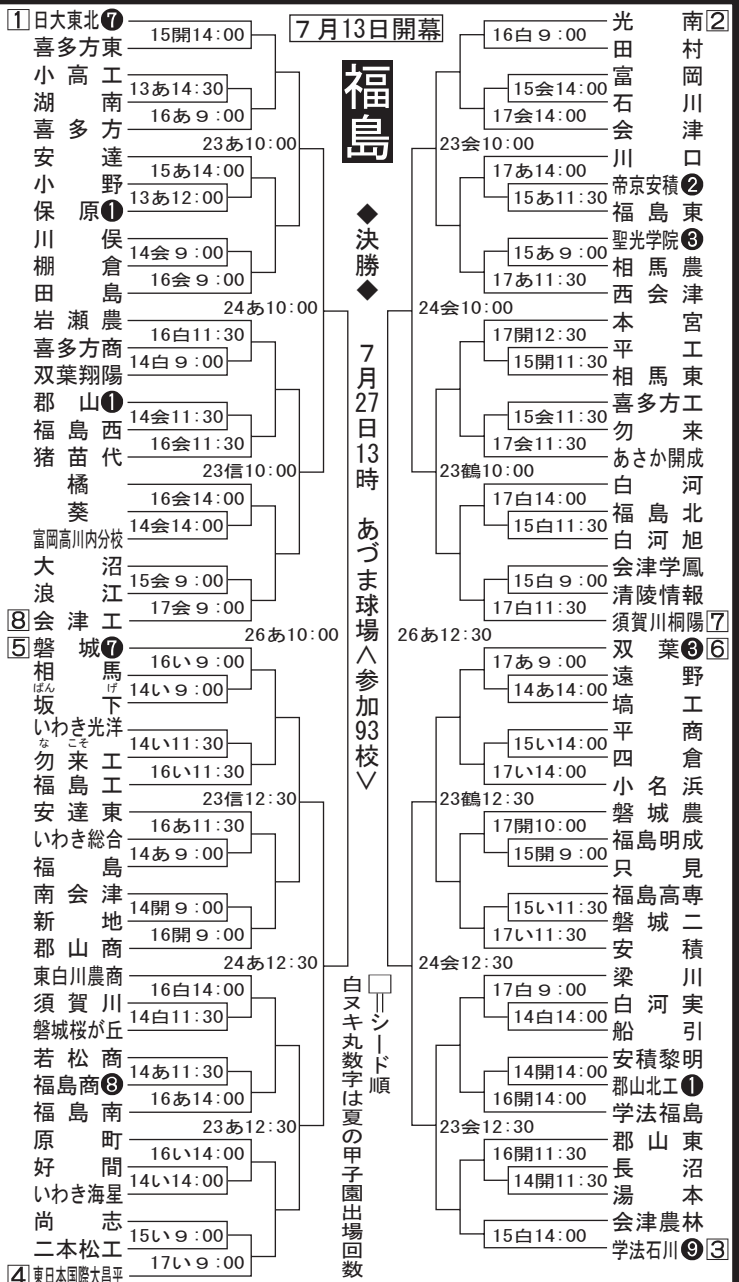 7月13日開幕
福島
◆決勝◆ 7月27日13時 あづま球場＜参加93校＞
□＝シード順
白ヌキ丸数字は夏の甲子園出場回数
1 日大東北❼
15開14:00
喜多方東
小高工
13あ14:30
湖南
16あ9:00
喜多方
23あ10:00
安達
15あ14:00
小野
13あ12:00
保原❶
川俣
14会9:00
棚倉
16会9:00
田島
24あ10:00
岩瀬農
16白11:30
喜多方商
14白9:00
双葉翔陽
郡山❶
14会11:30
福島西
16会11:30
猪苗代
23信10:00
橘
16会14:00
葵
14会14:00
富岡高川内分校
大沼
15会9:00
浪江
17会9:00
8 会津工
26あ10:00
5 磐城❼
16い9:00
相馬
14い9:00
ばんげ
坂下
いわき光洋
14い11:30
なこそ
勿来工
16い11:30
福島工
23信12:30
安達東
16あ11:30
いわき総合
14あ9:00
福島
南会津
14開9:00
新地
16開9:00
郡山商
24あ12:30
東白川農商
16白14:00
須賀川
14白11:30
磐城桜が丘
若松商
14あ11:30
福島商❽
16あ14:00
福島南
23あ12:30
原町
16い14:00
好間
14い14:00
いわき海星
尚志
15い9:00
二本松工
17い9:00
4 東日本国際大昌平
光南 2
16白9:00
田村
富岡
15会14:00
石川
17会14:00
会津
23会10:00
川口
17あ14:00
帝京安積❷
15あ11:30
福島東
聖光学院❸
15あ9:00
相馬農
17あ11:30
西会津
24会10:00
本宮
17開12:30
平工
15開11:30
相馬東
喜多方工
15会11:30
勿来
17会11:30
あさか開成
23鶴10:00
白河
17白14:00
福島北
15白11:30
白河旭
会津学鳳
15白9:00
清陵情報
17白11:30
須賀川桐陽 7
26あ12:30
双葉❸ 6
17あ9:00
遠野
14あ14:00
塙工
平商
15い14:00
四倉
17い14:00
小名浜
23鶴12:30
磐城農
17開10:00
福島明成
15開9:00
只見
福島高専
15い11:30
磐城二
17い11:30
安積
24会12:30
梁川
17白9:00
白河実
14白14:00
船引
安積黎明
14開14:00
郡山北工❶
16開14:00
学法福島
23会12:30
郡山東
16開11:30
長沼
14開11:30
湯本
会津農林
15白14:00
学法石川❾ 3